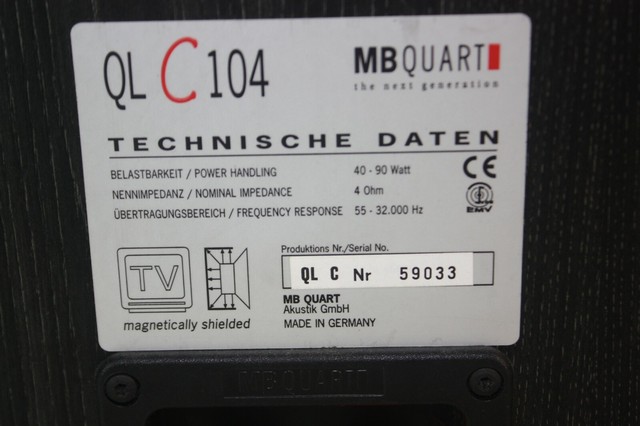 QL C 104
MB QUART
the next generation
TECHNISCHE DATEN
BELASTBARKEIT / POWER HANDLING 40 - 90 Watt
NENNIMPEDANZ / NOMINAL IMPEDANCE 4 Ohm
ÜBERTRAGUNGSBEREICH / FREQUENCY RESPONSE 55 - 32.000 Hz
CE
EMV
TV
magnetically shielded
Produktions Nr./Serial No.
QL C Nr 59033
MB QUART
Akustik GmbH
MADE IN GERMANY
MB QUART